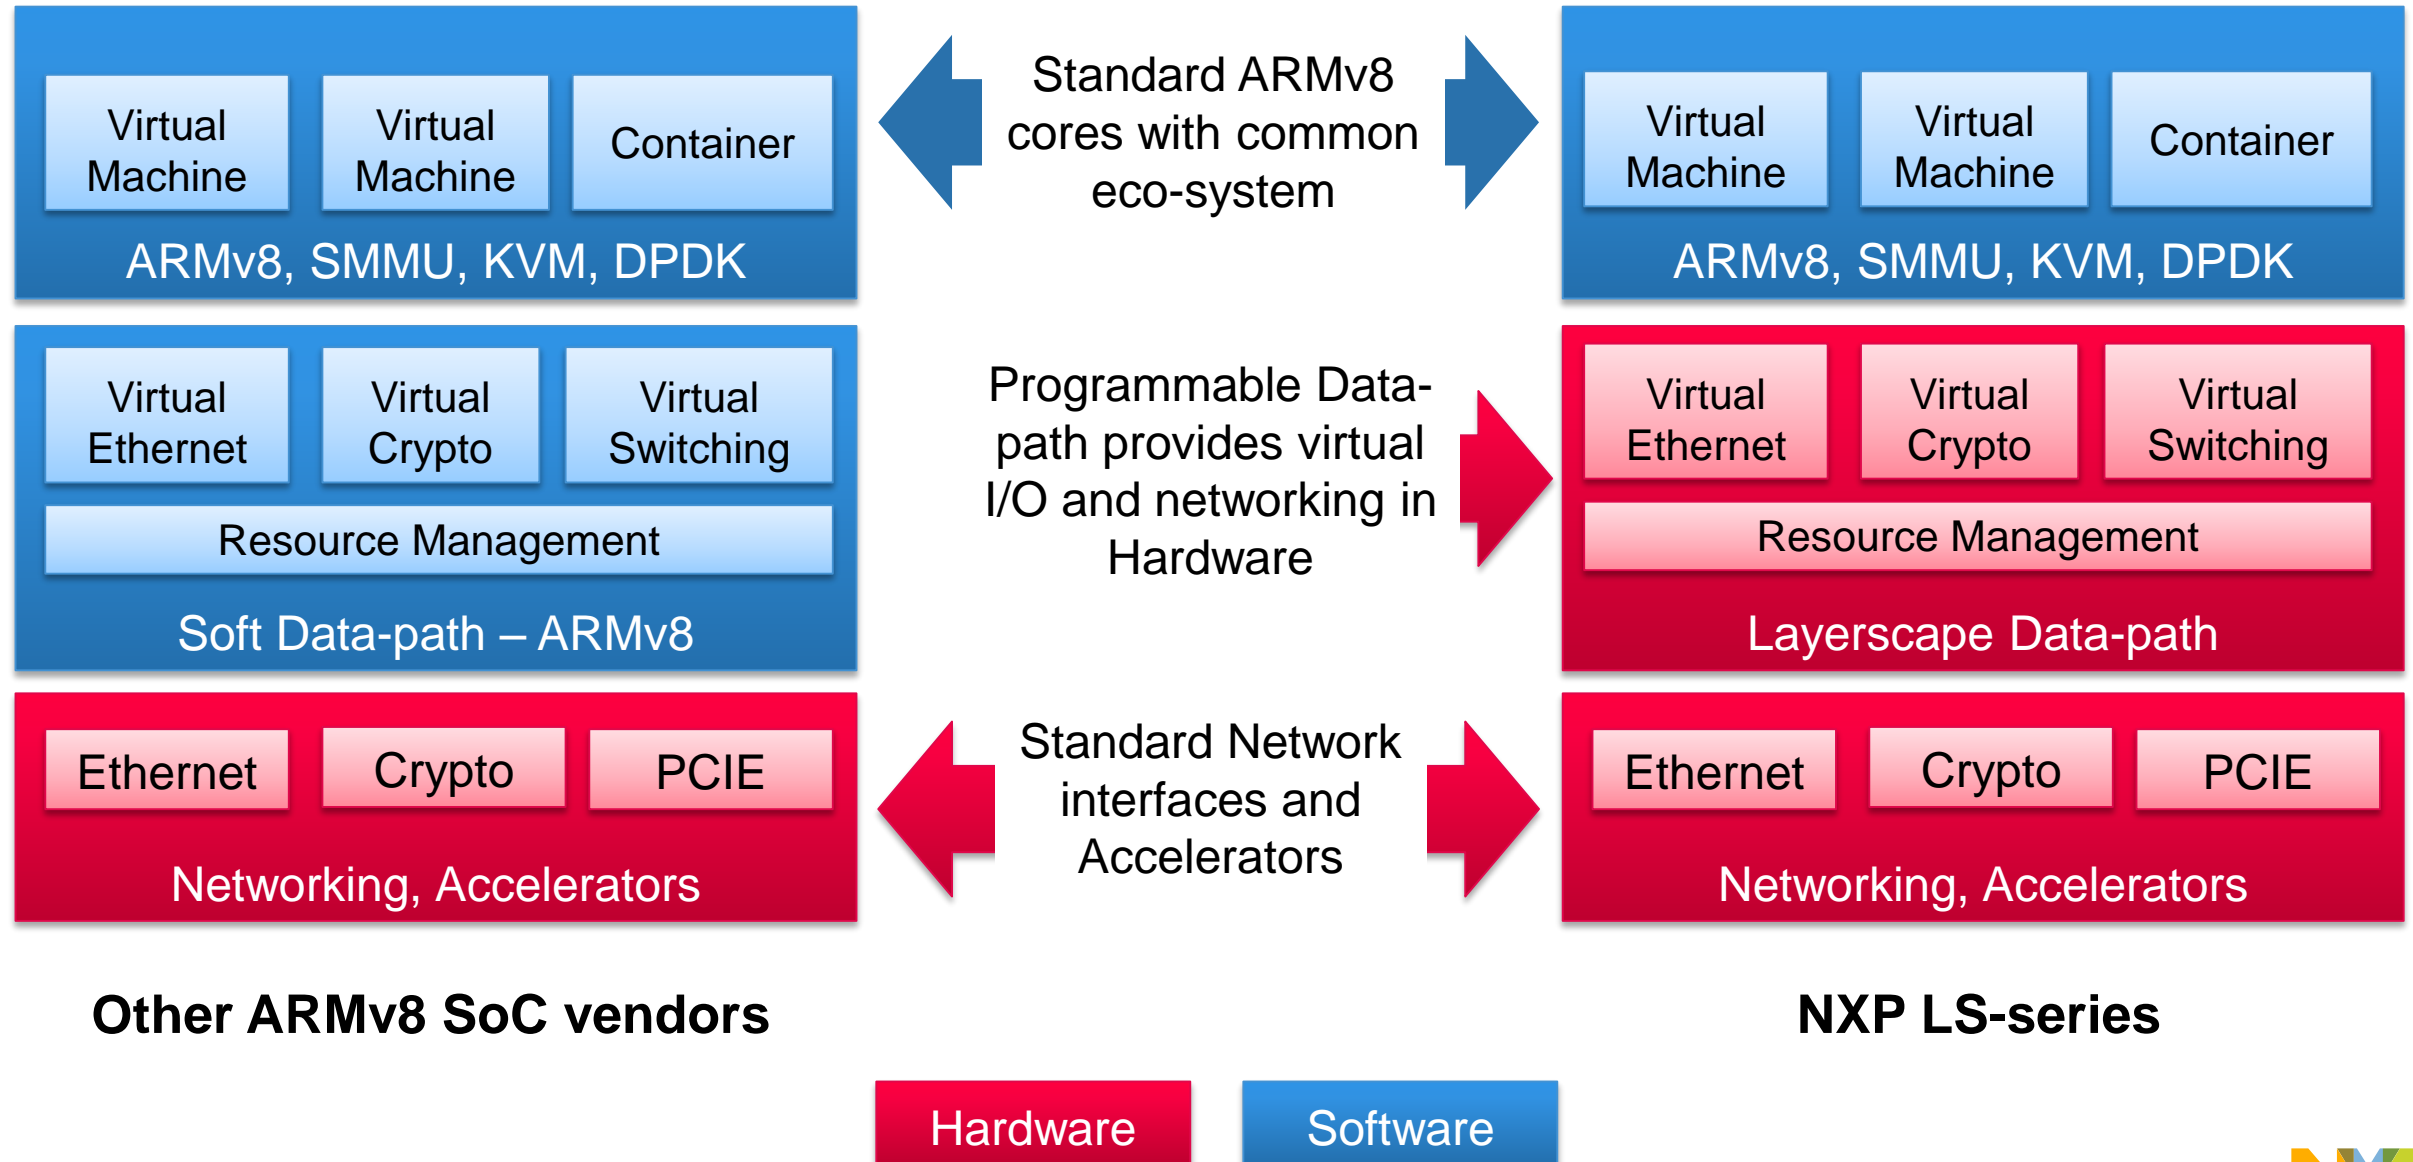 Virtual
Machine
Virtual
Machine
Container
ARMv8, SMMU, KVM, DPDK
Standard ARMv8
cores with common
eco-system
Virtual
Machine
Virtual
Machine
Container
ARMv8, SMMU, KVM, DPDK
Virtual
Ethernet
Virtual
Crypto
Virtual
Switching
Resource Management
Soft Data-path – ARMv8
Programmable Data-
path provides virtual
I/O and networking in
Hardware
Virtual
Ethernet
Virtual
Crypto
Virtual
Switching
Resource Management
Layerscape Data-path
Ethernet
Crypto
PCIE
Networking, Accelerators
Standard Network
interfaces and
Accelerators
Ethernet
Crypto
PCIE
Networking, Accelerators
Other ARMv8 SoC vendors
NXP LS-series
Hardware
Software